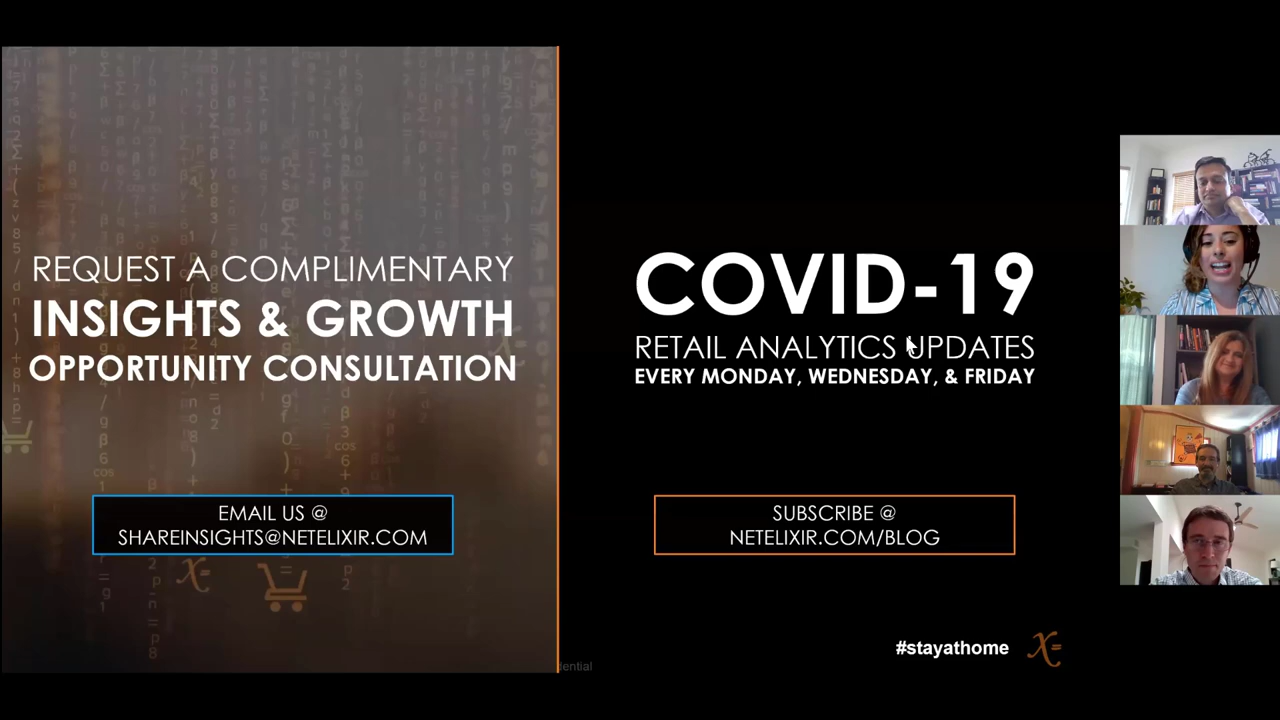 REQUEST A COMPLIMENTARY
INSIGHTS & GROWTH
OPPORTUNITY CONSULTATION
EMAIL US @
SHAREINSIGHTS@NETELIXIR.COM
COVID-19
RETAIL ANALYTICS UPDATES
EVERY MONDAY, WEDNESDAY, & FRIDAY
SUBSCRIBE @
NETELIXIR.COM/BLOG
#stayathome